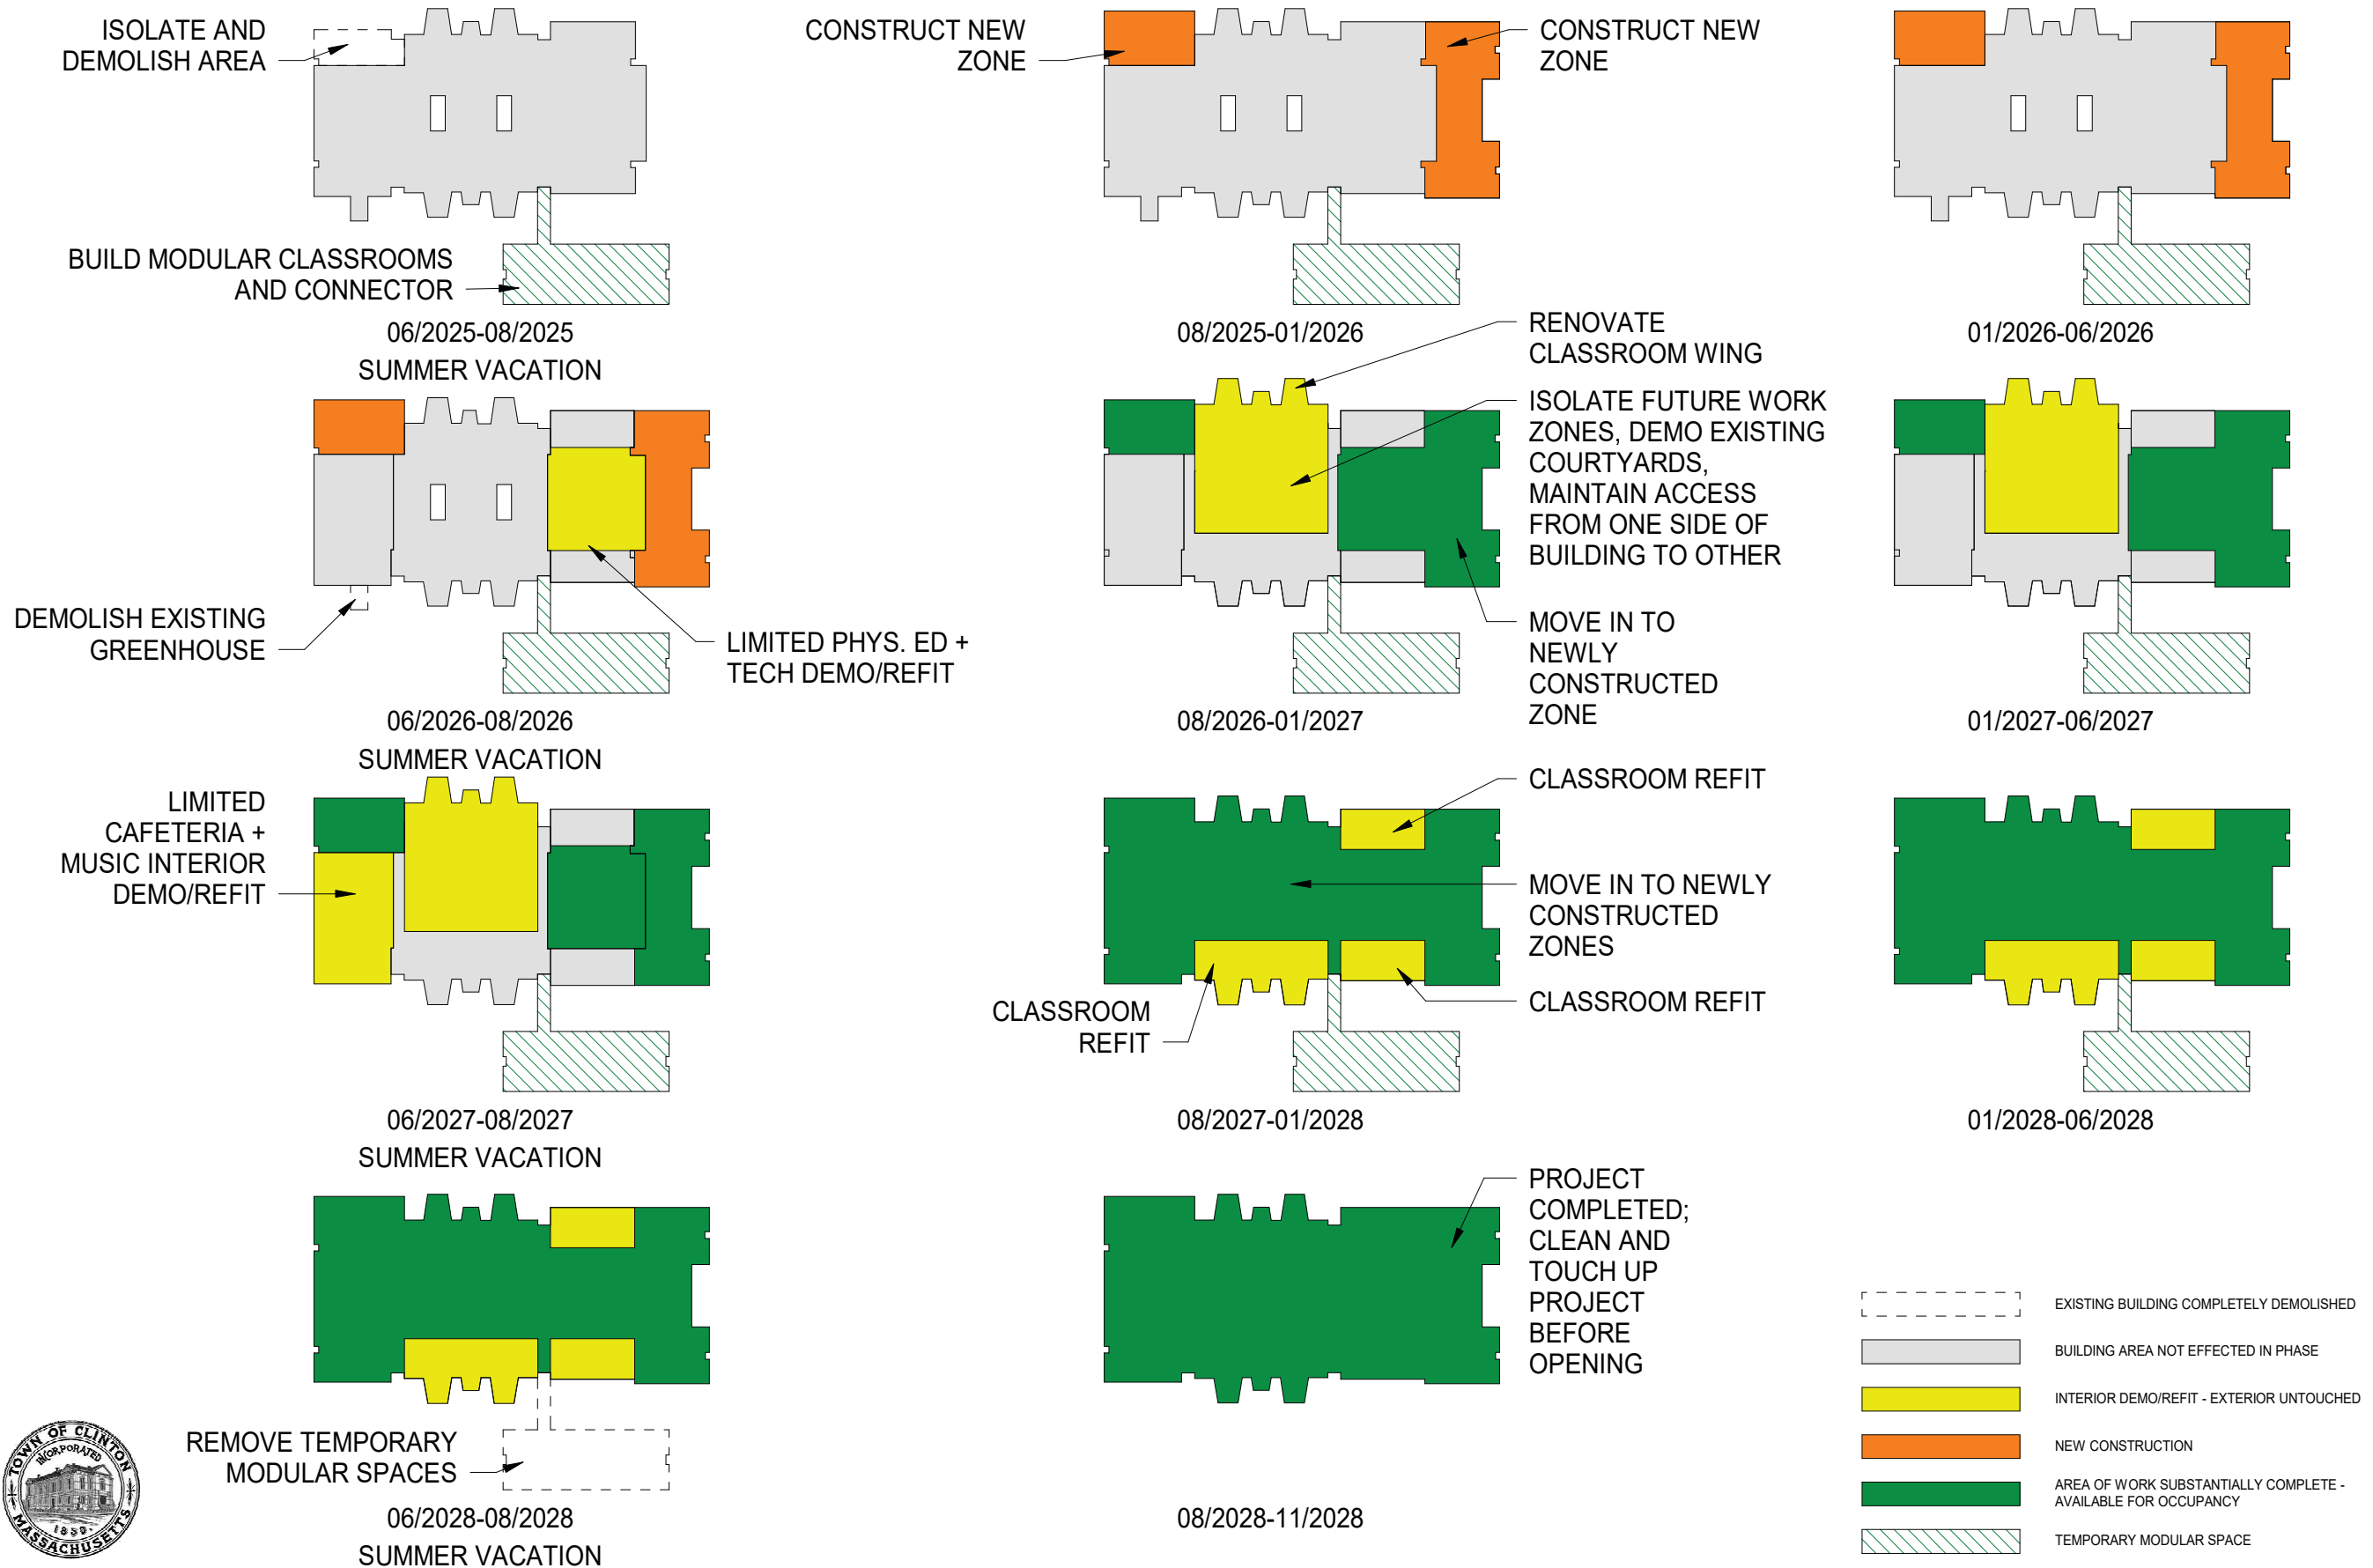 ISOLATE AND
DEMOLISH AREA
BUILD MODULAR CLASSROOMS
AND CONNECTOR
06/2025-08/2025
SUMMER VACATION
CONSTRUCT NEW
ZONE
CONSTRUCT NEW
ZONE
08/2025-01/2026
01/2026-06/2026
DEMOLISH EXISTING
GREENHOUSE
LIMITED PHYS. ED +
TECH DEMO/REFIT
06/2026-08/2026
SUMMER VACATION
RENOVATE
CLASSROOM WING
ISOLATE FUTURE WORK
ZONES, DEMO EXISTING
COURTYARDS,
MAINTAIN ACCESS
FROM ONE SIDE OF
BUILDING TO OTHER
MOVE IN TO
NEWLY
CONSTRUCTED
ZONE
08/2026-01/2027
01/2027-06/2027
LIMITED
CAFETERIA +
MUSIC INTERIOR
DEMO/REFIT
06/2027-08/2027
SUMMER VACATION
CLASSROOM REFIT
MOVE IN TO NEWLY
CONSTRUCTED
ZONES
CLASSROOM REFIT
CLASSROOM
REFIT
08/2027-01/2028
01/2028-06/2028
REMOVE TEMPORARY
MODULAR SPACES
06/2028-08/2028
SUMMER VACATION
PROJECT
COMPLETED;
CLEAN AND
TOUCH UP
PROJECT
BEFORE
OPENING
08/2028-11/2028
EXISTING BUILDING COMPLETELY DEMOLISHED
BUILDING AREA NOT EFFECTED IN PHASE
INTERIOR DEMO/REFIT - EXTERIOR UNTOUCHED
NEW CONSTRUCTION
AREA OF WORK SUBSTANTIALLY COMPLETE -
AVAILABLE FOR OCCUPANCY
TEMPORARY MODULAR SPACE
TOWN OF CLINTON
INCORPORATED
1850.
MASSACHUSETTS